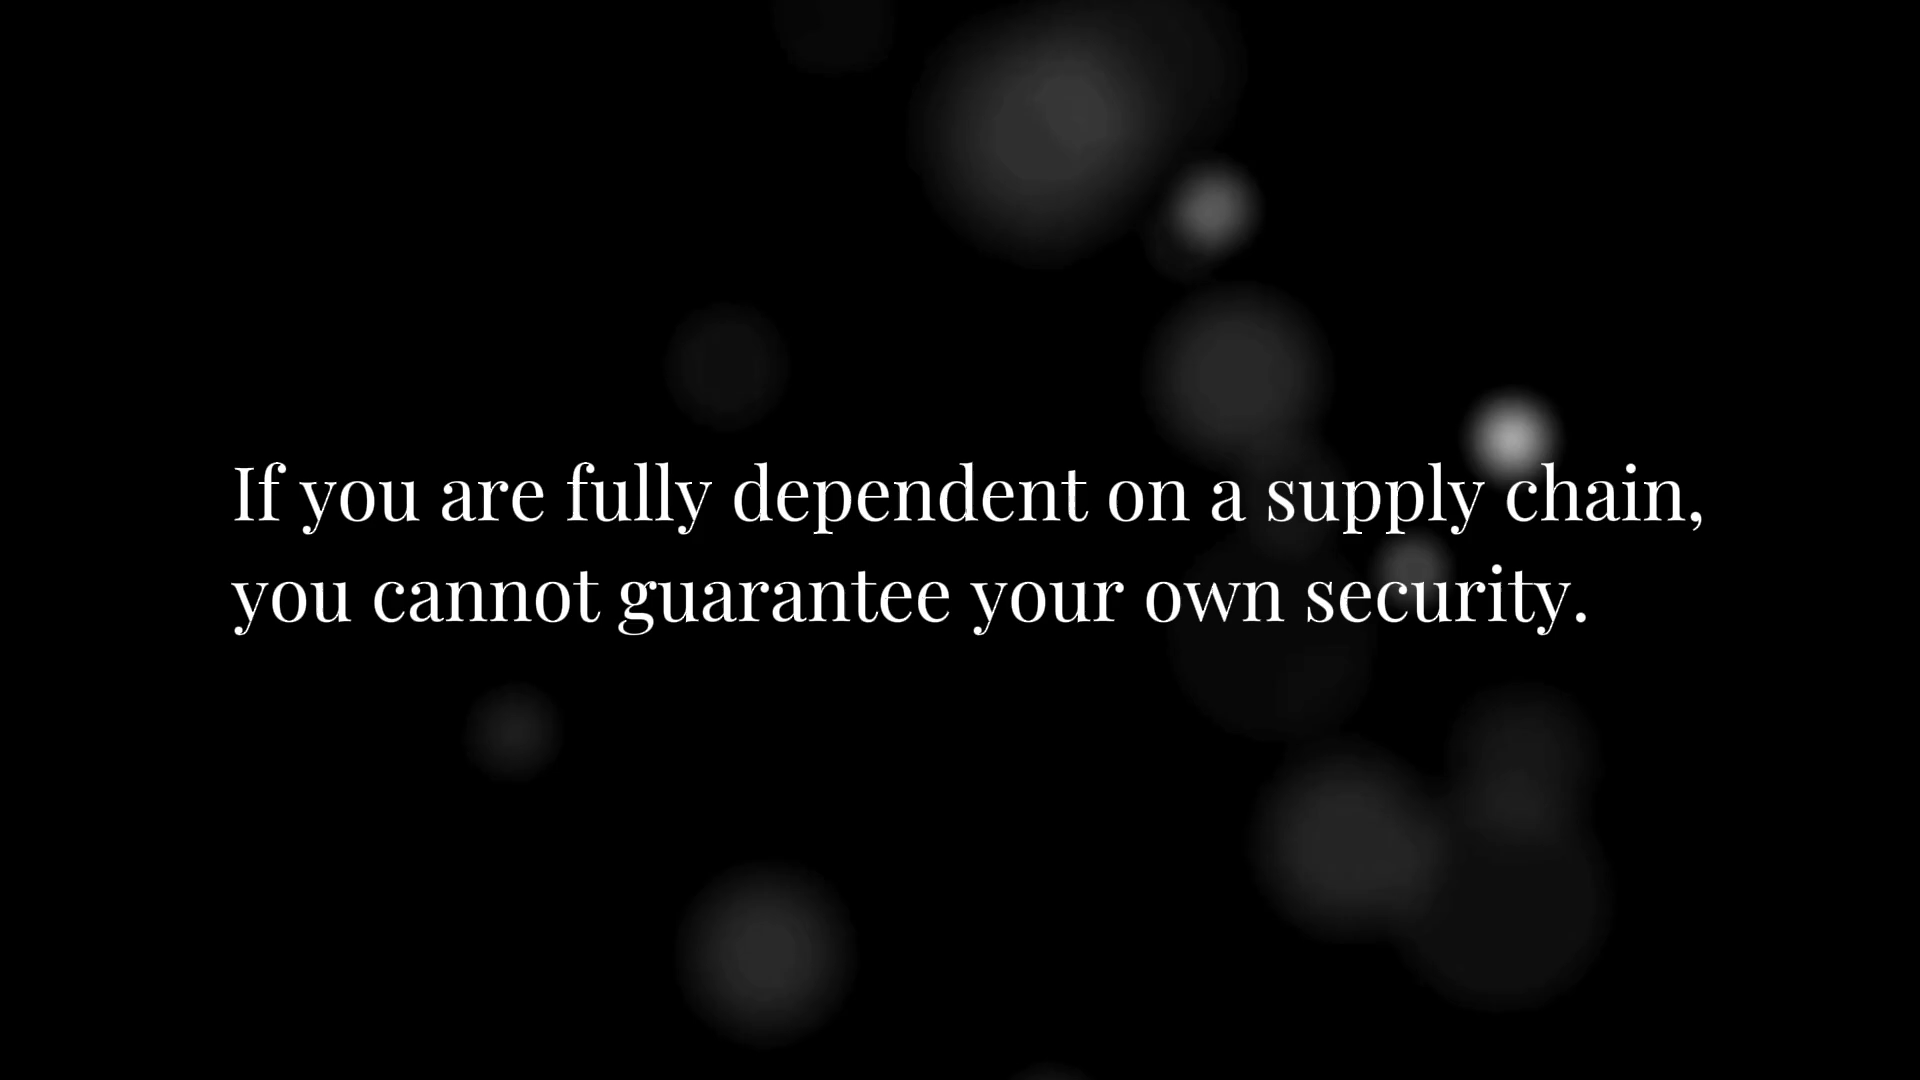 If you are fully dependent on a supply chain,
you cannot guarantee your own security.